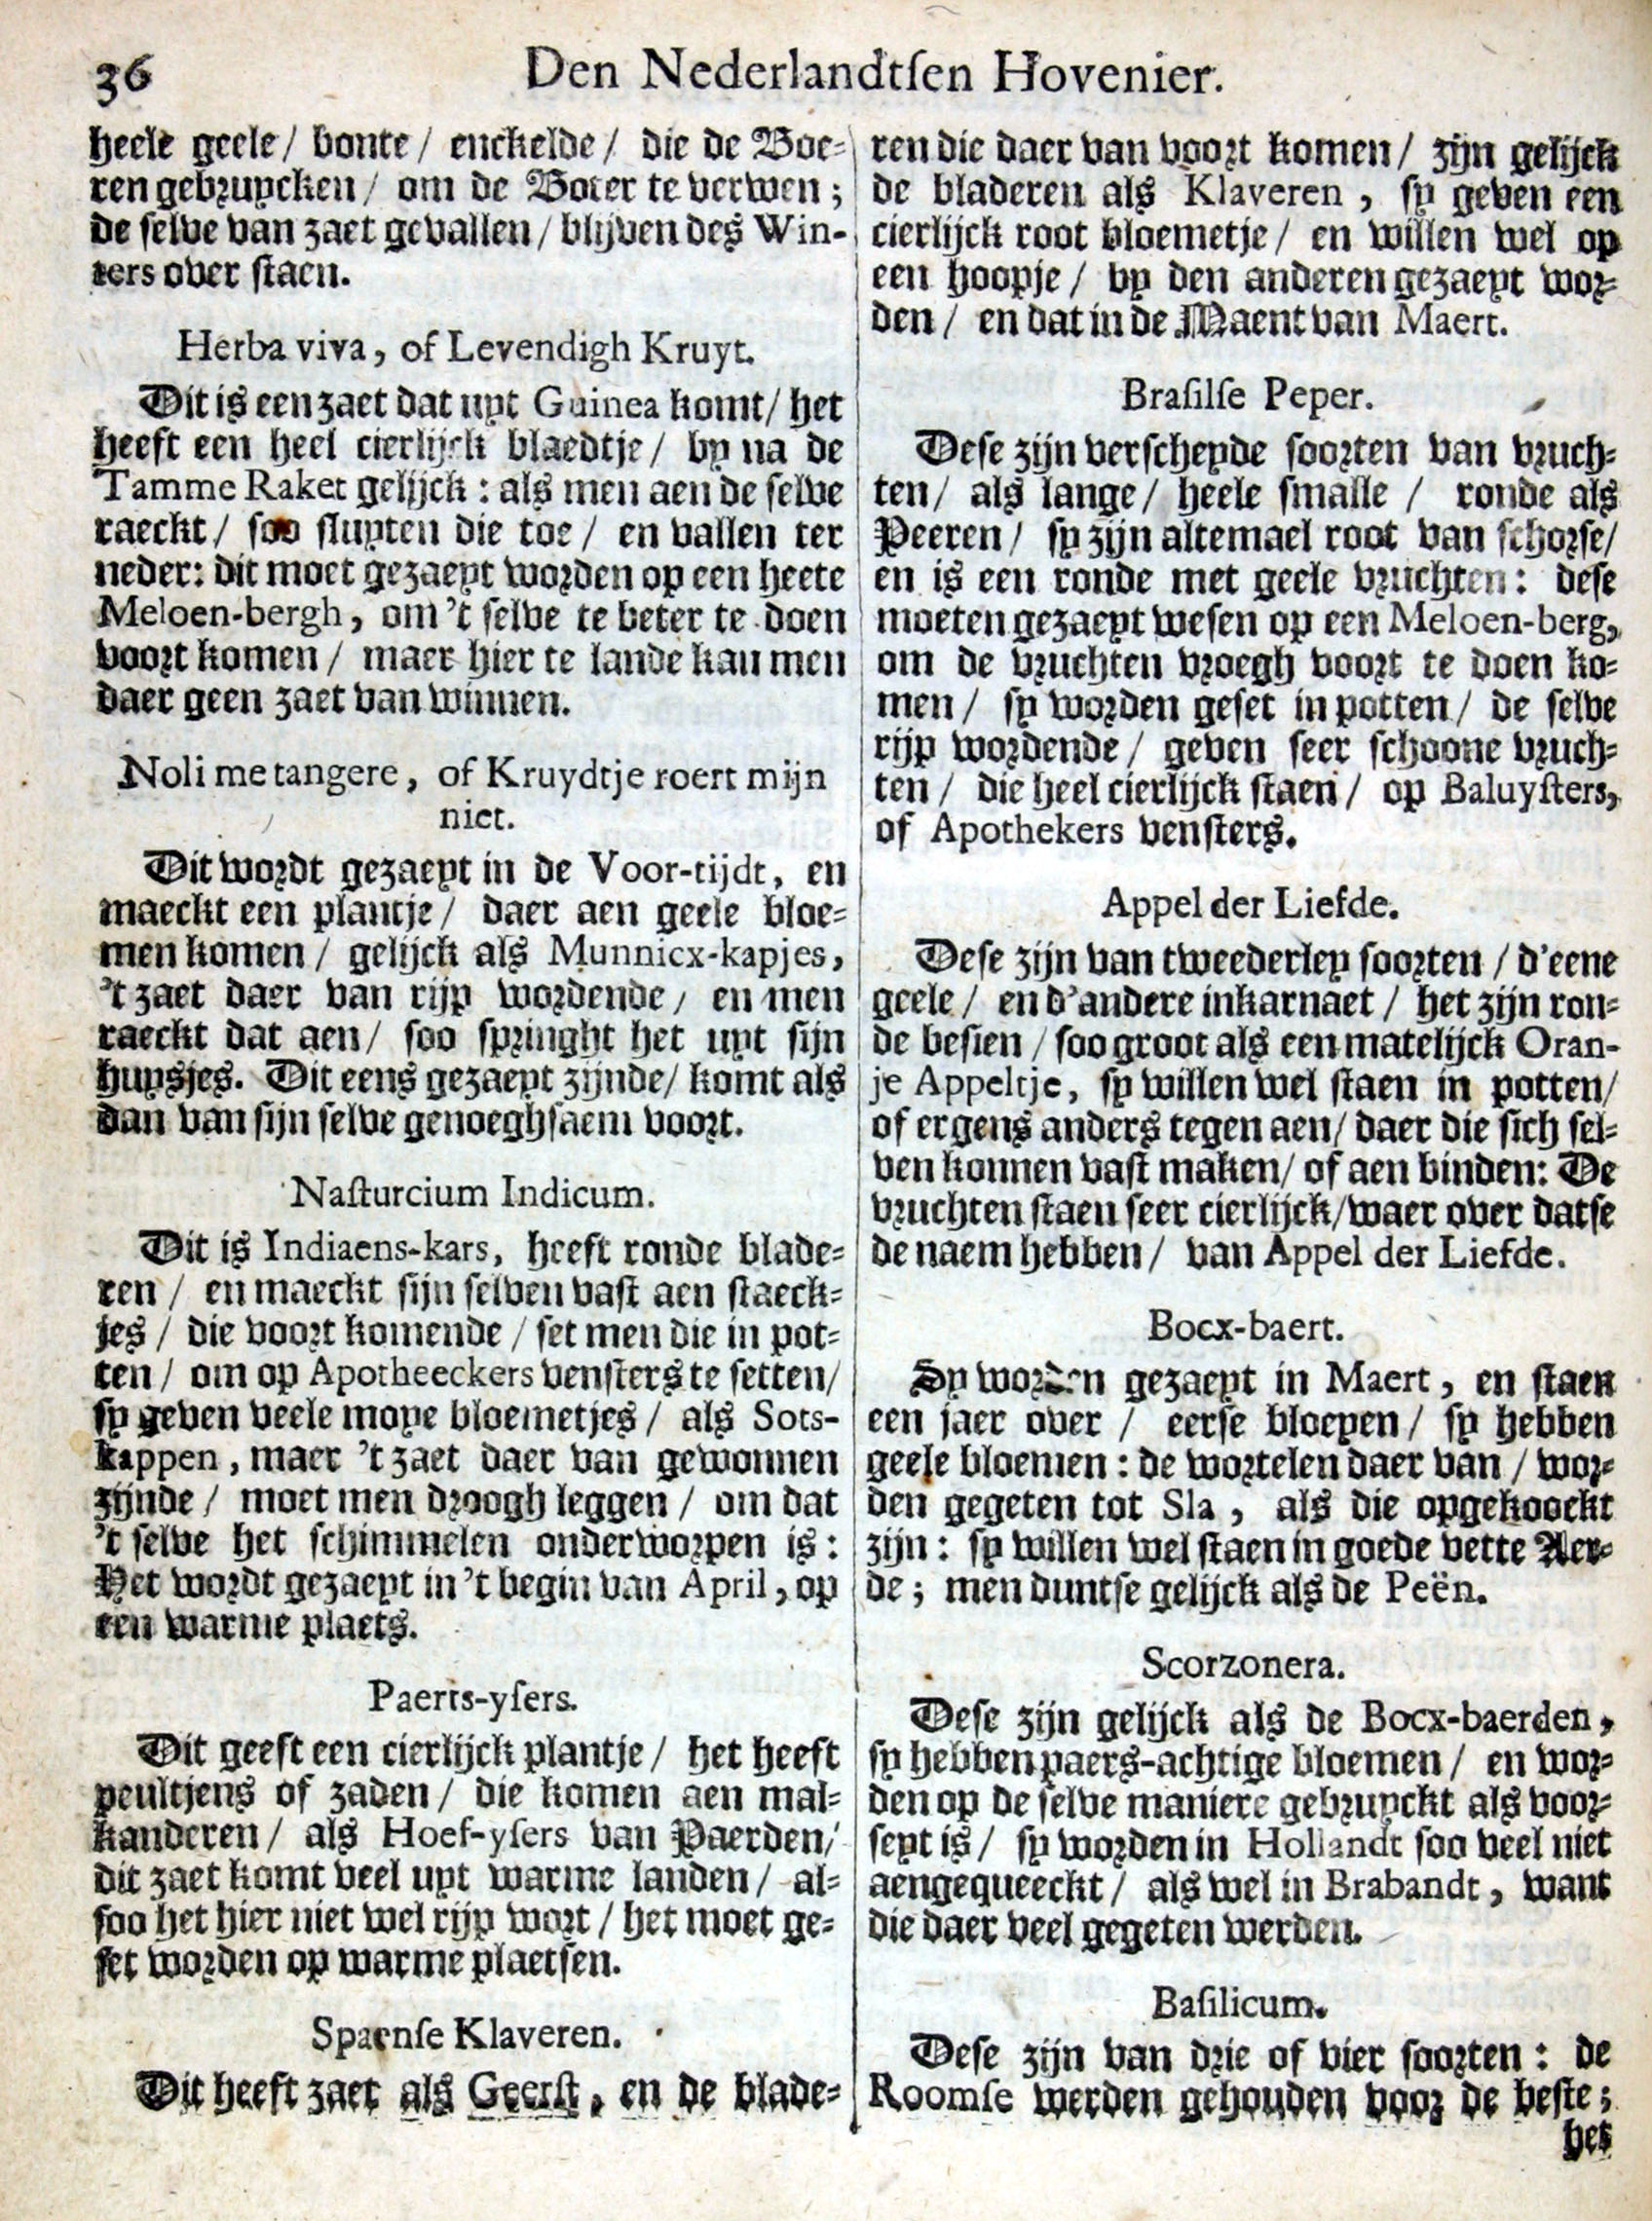 36
Den Nederlandtſen Hovenier.
heele geele/ bonte/ enckelde/ die de Boe-
ren gebruycken/ om de Boter te verwen;
de ſelve van zaet gevallen/ blijven des Win-
ters over ſtaen.
Herba viva, of Levendigh Kruyt.
Dit is een zaet dat uyt Guinea komt/ het
heeft een heel cierlijck blaedtje/ by na de
Tamme Raket gelijck: als men aen de ſelve
raeckt/ ſoo ſluyten die toe/ en vallen ter
neder: dit moet gezaeyt worden op een heete
Meloen-bergh, om 't ſelve te beter te doen
voort komen/ maer hier te lande kan men
daer geen zaet van winnen.
Noli me tangere, of Kruydtje roert mijn
niet.
Dit wordt gezaeyt in de Voor-tijdt, en
maeckt een plantje/ daer aen geele bloe-
men komen/ gelijck als Munnicx-kapjes,
't zaet daer van rijp wordende/ en men
raeckt dat aen/ ſoo ſpringht het uyt ſijn
huysjes. Dit eens gezaeyt zijnde/ komt als
dan van ſijn ſelve genoeghſaem voort.
Naſturcium Indicum.
Dit is Indiaens-kars, heeft ronde blade-
ren/ en maeckt ſijn ſelven vaſt aen ſtaeck-
jes/ die voort komende/ ſet men die in pot-
ten/ om op Apotheeckers venſters te ſetten/
ſy geven veele moye bloemetjes/ als Sots-
kappen, maer 't zaet daer van gewonnen
zijnde/ moet men droogh leggen/ om dat
't ſelve het ſchimmelen onderworpen is:
Het wordt gezaeyt in 't begin van April, op
een warme plaets.
Paerts-yſers.
Dit geeft een cierlijck plantje/ het heeft
peultjens of zaden/ die komen aen mal-
kanderen/ als Hoef-yſers van Paerden/
dit zaet komt veel uyt warme landen/ al-
ſoo het hier niet wel rijp wort/ het moet ge-
ſet worden op warme plaetſen.
Spaenſe Klaveren.
Dit heeft zaet als Geerſt, en de blade-
ren die daer van voort komen/ zijn gelijck
de bladeren als Klaveren, ſy geven een
cierlijck root bloemetje/ en willen wel op
een hoopje/ by den anderen gezaeyt wor-
den/ en dat in de Maent van Maert.
Braſilſe Peper.
Deſe zijn verſcheyde ſoorten van vruch-
ten/ als lange/ heele ſmalle/ ronde als
Peeren/ ſy zijn altemael root van ſchorſe/
en is een ronde met geele vruchten: deſe
moeten gezaeyt weſen op een Meloen-berg,
om de vruchten vroegh voort te doen ko-
men/ ſy worden geſet in potten/ de ſelve
rijp wordende/ geven ſeer ſchoone vruch-
ten/ die heel cierlijck ſtaen/ op Baluyſters,
of Apothekers venſters.
Appel der Liefde.
Deſe zijn van tweederley ſoorten/ d'eene
geele/ en d'andere inkarnaet/ het zijn ron-
de beſien/ ſoo groot als een matelijck Oran-
je Appeltje, ſy willen wel ſtaen in potten/
of ergens anders tegen aen/ daer die ſich ſel-
ven konnen vaſt maken/ of aen binden: De
vruchten ſtaen ſeer cierlijck/ waer over datſe
de naem hebben/ van Appel der Liefde.
Bocx-baert.
Sy worden gezaeyt in Maert, en ſtaen
een jaer over/ eerſe bloeyen/ ſy hebben
geele bloemen: de wortelen daer van/ wor-
den gegeten tot Sla, als die opgekoockt
zijn: ſy willen wel ſtaen in goede vette Aer-
de; men duntſe gelijck als de Peën.
Scorzonera.
Deſe zijn gelijck als de Bocx-baerden,
ſy hebben paers-achtige bloemen/ en wor-
den op de ſelve maniere gebruyckt als voor-
ſeyt is/ ſy worden in Hollandt ſoo veel niet
aengequeeckt/ als wel in Brabandt, want
die daer veel gegeten werden.
Baſilicum.
Deſe zijn van drie of vier ſoorten: de
Roomſe werden gehouden voor de beſte;
het